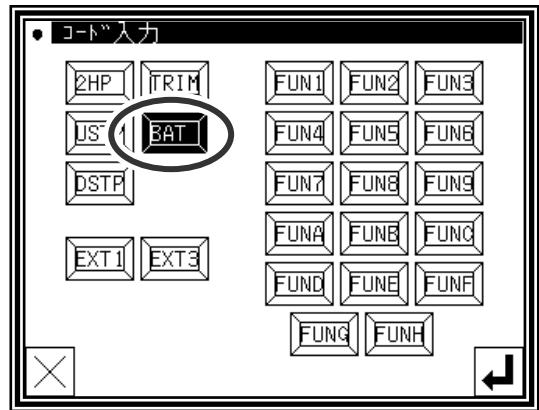 ｺｰﾄﾞ入力
2HP TRIM FUN1 FUN2 FUN3
BAT FUN4 FUN5 FUN6
DSTP FUN7 FUN8 FUN9
FUNA FUNB FUNC
EXT1 EXT3
FUND FUNE FUNF
FUNG FUNH